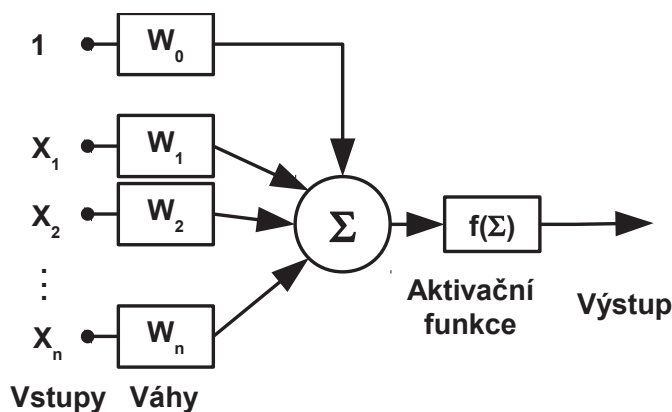 1 W₀
X₁ W₁
X₂ W₂
Σ f(Σ)
⋮
Aktivační
funkce
Výstup
Xₙ Wₙ
Vstupy Váhy